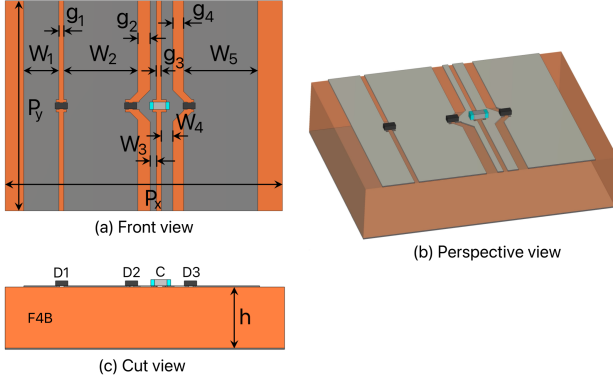 g1
g2
g4
W1
W2
g3
W5
Py
W4
W3
Px
(a) Front view
(b) Perspective view
D1 D2 C D3
F4B
h
(c) Cut view